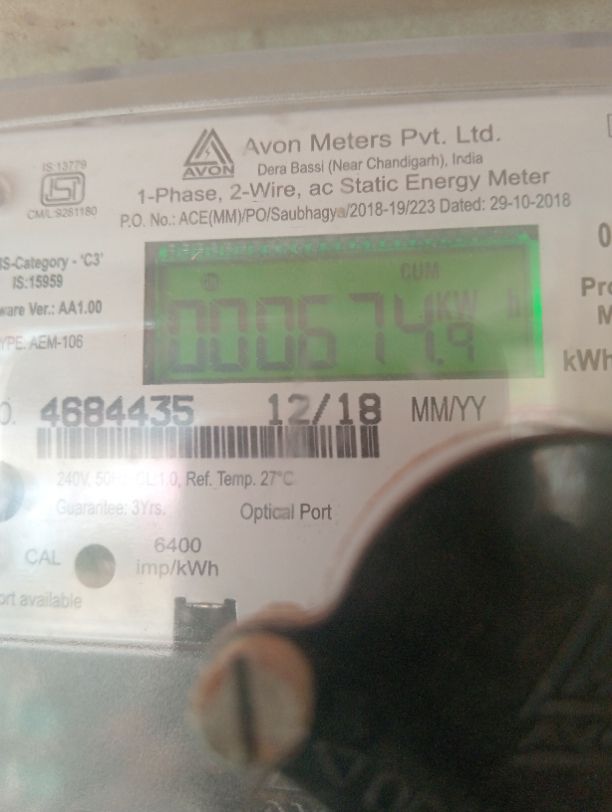 Avon Meters Pvt. Ltd.
AVON
Dera Bassi (Near Chandigarh), India
IS:13779
ISI
CM/L:9261180
1-Phase, 2-Wire, ac Static Energy Meter
P.O. No.: ACE(MM)/PO/Saubhagya/2018-19/223 Dated: 29-10-2018
IS-Category - 'C3'
IS:15959
ware Ver.: AA1.00
YPE. AEM-106
CUM
000674.9 KW h
Pro
M
kWh
O. 4684435 12/18 MM/YY
240V, 50Hz, CL:1.0, Ref. Temp. 27°C
Guarantee: 3Yrs.
Optical Port
CAL
6400
imp/kWh
ort available